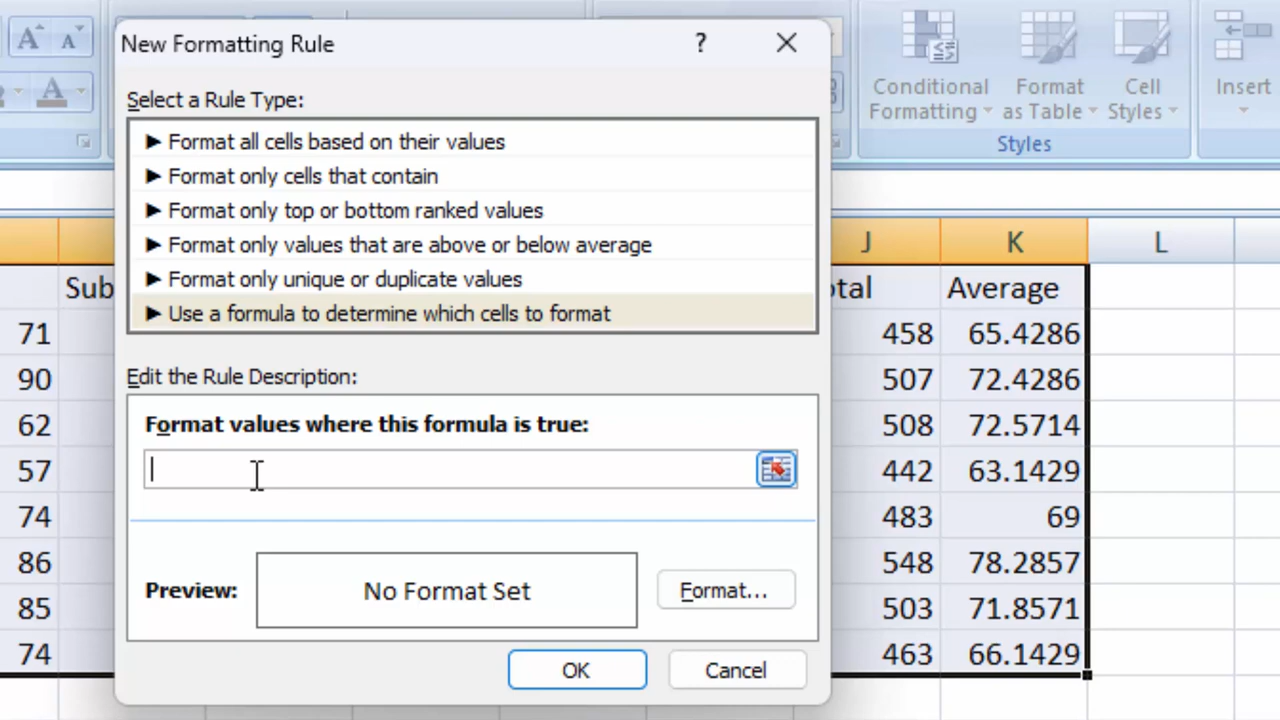 A A
A
New Formatting Rule ? ×
Select a Rule Type:
► Format all cells based on their values
► Format only cells that contain
► Format only top or bottom ranked values
► Format only values that are above or below average
► Format only unique or duplicate values
► Use a formula to determine which cells to format
Edit the Rule Description:
Format values where this formula is true:
Preview: No Format Set Format...
OK Cancel
Conditional Formatting
Format as Table
Cell Styles
Insert
Styles
J K L
Sub otal Average
71 458 65.4286
90 507 72.4286
62 508 72.5714
57 442 63.1429
74 483 69
86 548 78.2857
85 503 71.8571
74 463 66.1429